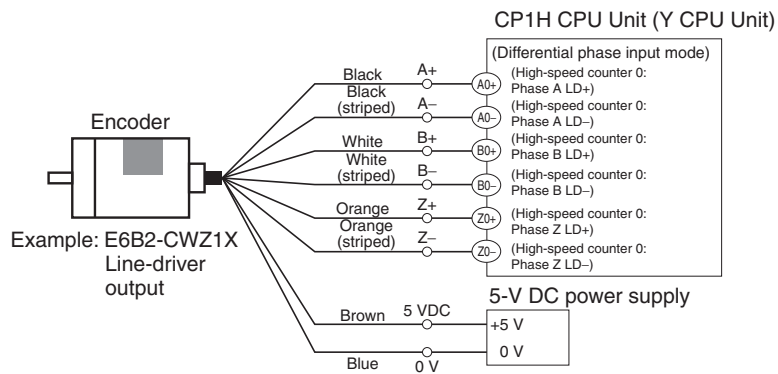 CP1H CPU Unit (Y CPU Unit)
(Differential phase input mode)
Black A+ A0+ (High-speed counter 0:
Phase A LD+)
Black
(striped) A− A0− (High-speed counter 0:
Phase A LD−)
Encoder
White B+ B0+ (High-speed counter 0:
Phase B LD+)
White
(striped) B− B0− (High-speed counter 0:
Phase B LD−)
Orange Z+ Z0+ (High-speed counter 0:
Phase Z LD+)
Orange
(striped) Z− Z0− (High-speed counter 0:
Phase Z LD−)
Example: E6B2-CWZ1X
Line-driver
output
5-V DC power supply
Brown 5 VDC +5 V
Blue 0 V 0 V